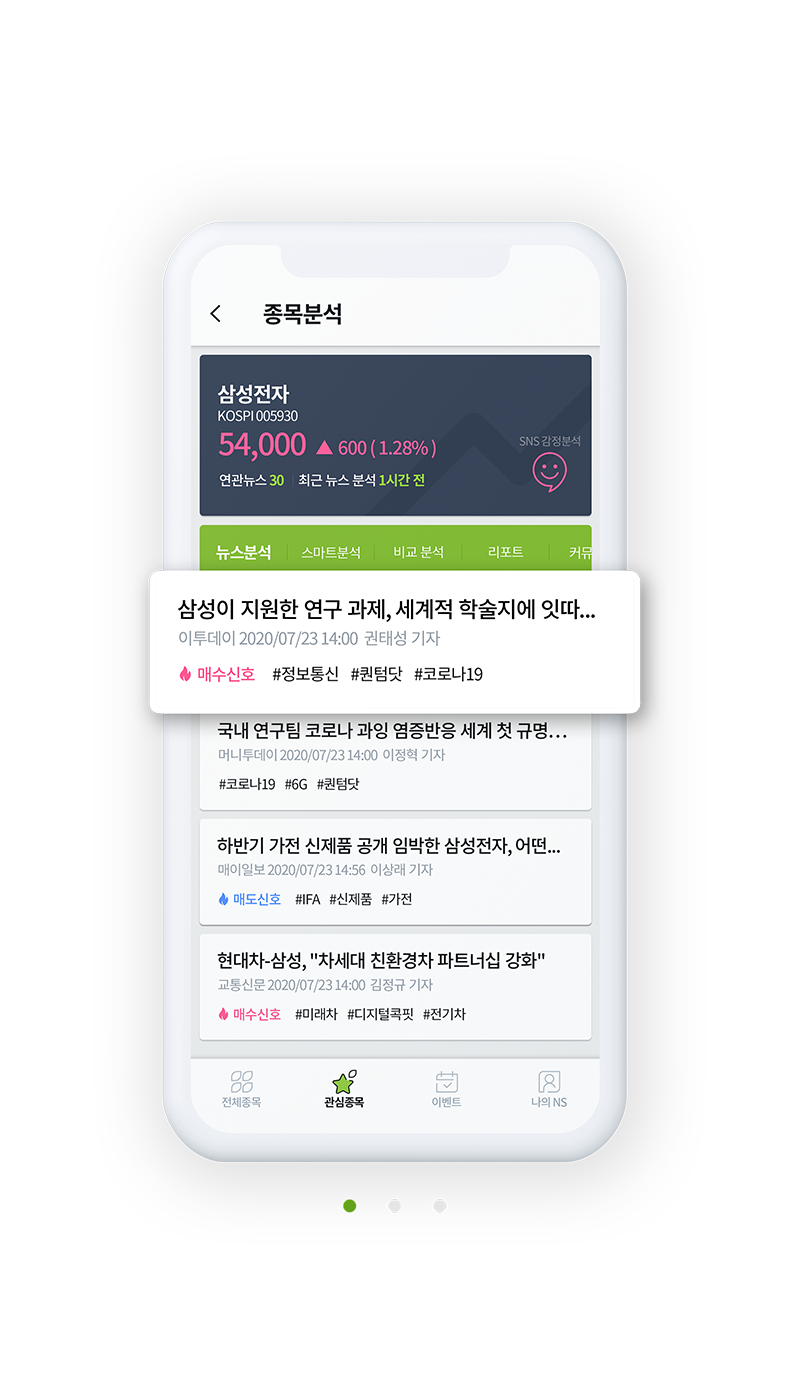 종목분석
삼성전자
KOSPI 005930
54,000 ▲ 600 ( 1.28% )
SNS 감정분석
연관뉴스 30 최근 뉴스 분석 1시간 전
뉴스분석 스마트분석 비교 분석 리포트 커뮤
삼성이 지원한 연구 과제, 세계적 학술지에 잇따...
이투데이 2020/07/23 14:00 권태성 기자
매수신호 #정보통신 #퀀텀닷 #코로나19
국내 연구팀 코로나 과잉 염증반응 세계 첫 규명...
머니투데이 2020/07/23 14:00 이정혁 기자
#코로나19 #6G #퀀텀닷
하반기 가전 신제품 공개 임박한 삼성전자, 어떤...
매이일보 2020/07/23 14:56 이상래 기자
매도신호 #IFA #신제품 #가전
현대차-삼성, "차세대 친환경차 파트너십 강화"
교통신문 2020/07/23 14:00 김정규 기자
매수신호 #미래차 #디지털콕핏 #전기차
전체종목 관심종목 이벤트 나의 NS